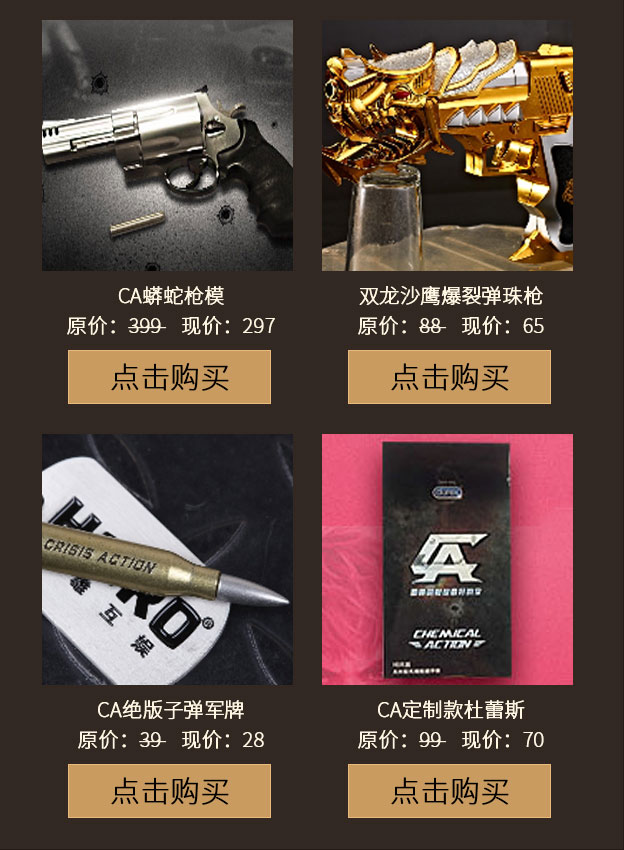 CA蟒蛇枪模
原价：399 现价：297
点击购买
双龙沙鹰爆裂弹珠枪
原价：88 现价：65
点击购买
CRISIS ACTION
雄互娱
CA绝版子弹军牌
原价：39 现价：28
点击购买
CA
CHEMICAL
ACTION
CA定制款杜蕾斯
原价：99 现价：70
点击购买